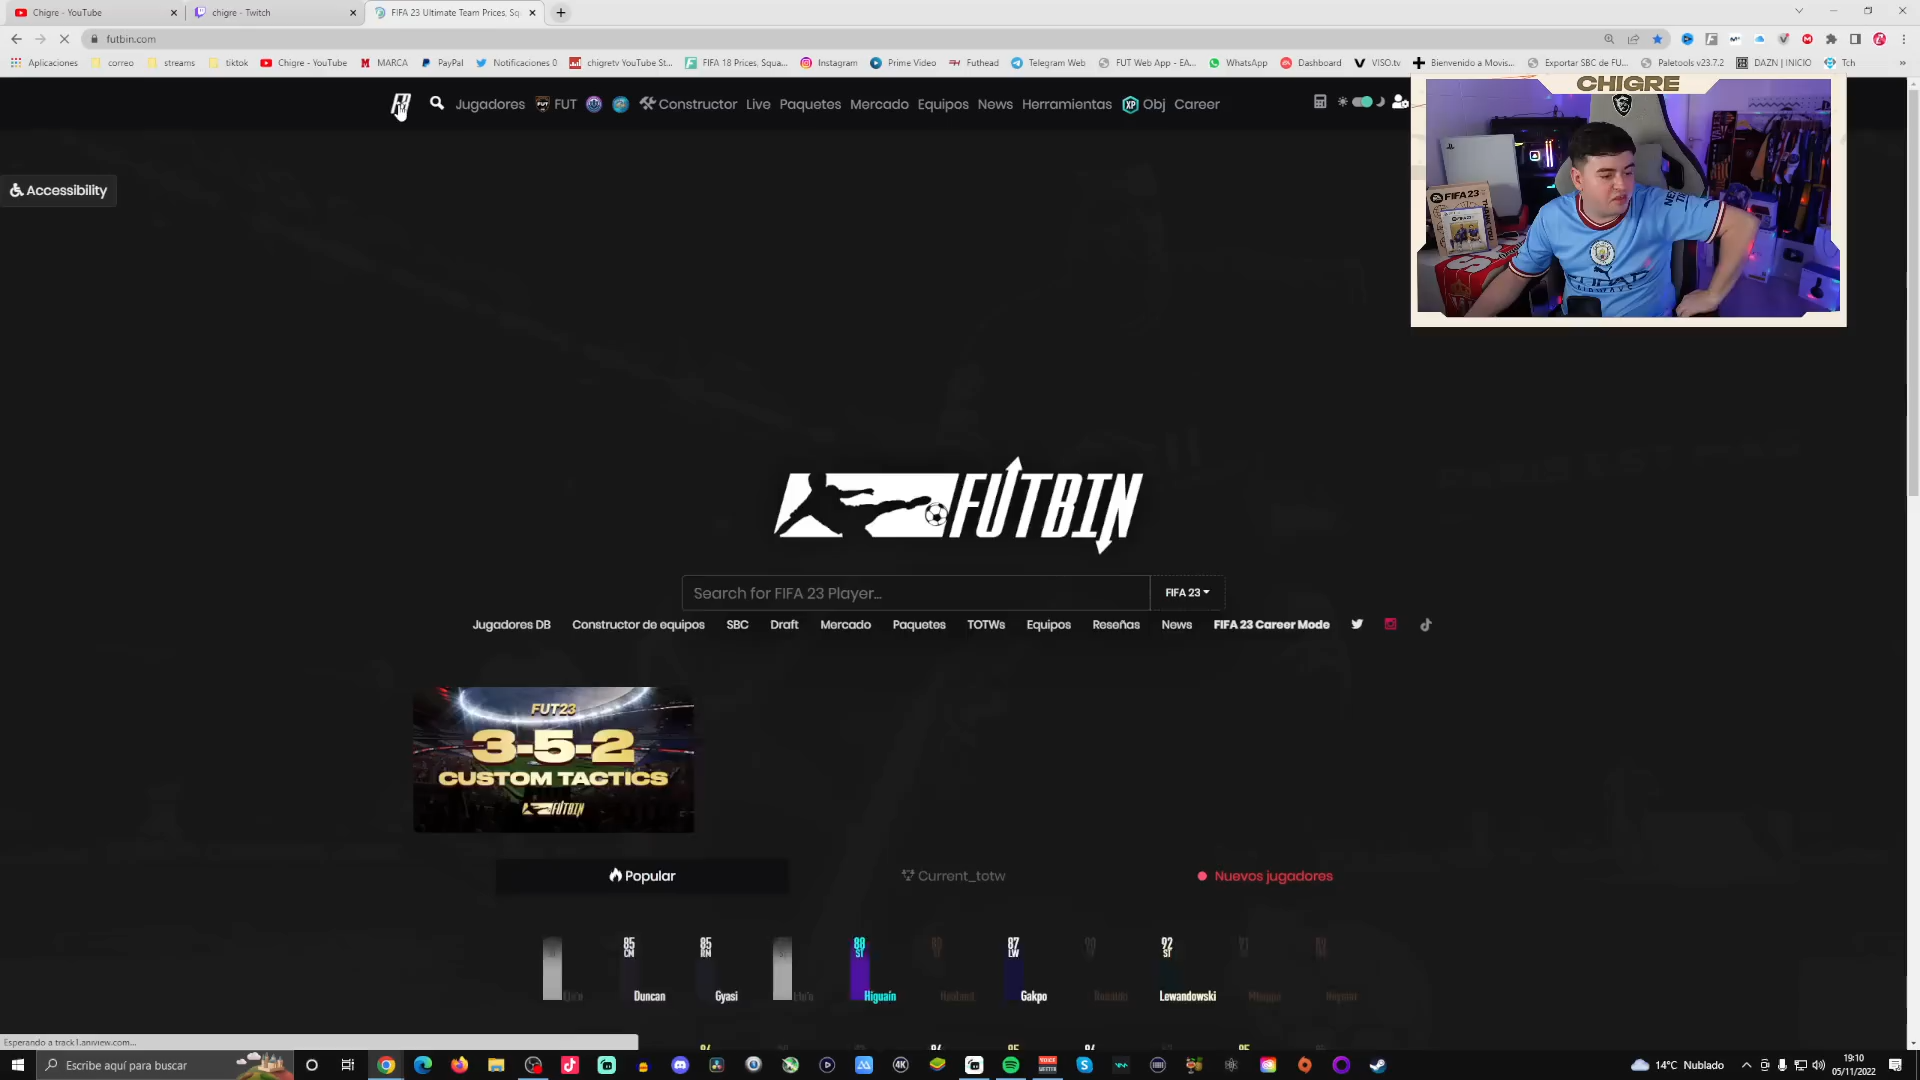 Chigre - YouTube
chigre - Twitch
FIFA 23 Ultimate Team Prices, Sq
futbin.com
Aplicaciones
correo
streams
tiktok
Chigre - YouTube
MARCA
PayPal
Notificaciones 0
chigretv YouTube St...
FIFA 18 Prices, Squa...
Prime Video
Futhead
Instagram
Telegram Web
FUT Web App - EA...
WhatsApp
Dashboard
VISO.tv
Bienvenido a Movis...
Exportar SBC de FU...
Paletools v23.7.2
DAZN | INICIO
Tch
Jugadores
FUT
Constructor
Live
Paquetes
Mercado
Equipos
News
Herramientas
Obj
Career
CHIGRE
FIFA 23
Accessibility
FUTBIN
Search for FIFA 23 Player...
FIFA 23
Jugadores DB
Constructor de equipos
SBC
Draft
Mercado
Paquetes
TOTWs
Equipos
Reseñas
News
FIFA 23 Career Mode
FUT23
3-5-2
CUSTOM TACTICS
FUTBIN
Popular
Current_totw
Nuevos jugadores
85
CM
Duncan
85
RM
Gyasi
88
ST
Higuaín
87
LW
Gakpo
92
ST
Lewandowski
Esperando a track1.aniview.com...
Escribe aquí para buscar
14°C Nublado
19:10
05/11/2022